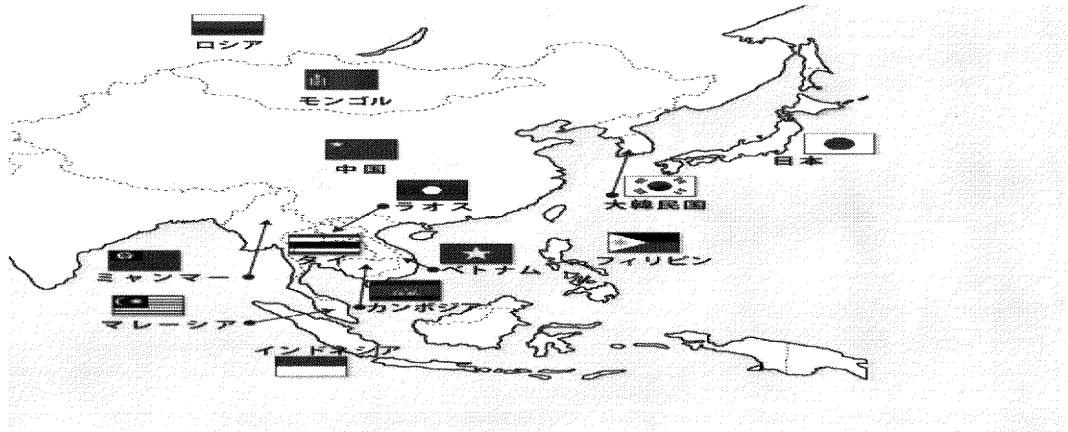 ロシア
モンゴル
中国
日本
ラオス
大韓民国
タイ
ベトナム
フィリピン
ミャンマー
カンボジア
マレーシア
インドネシア